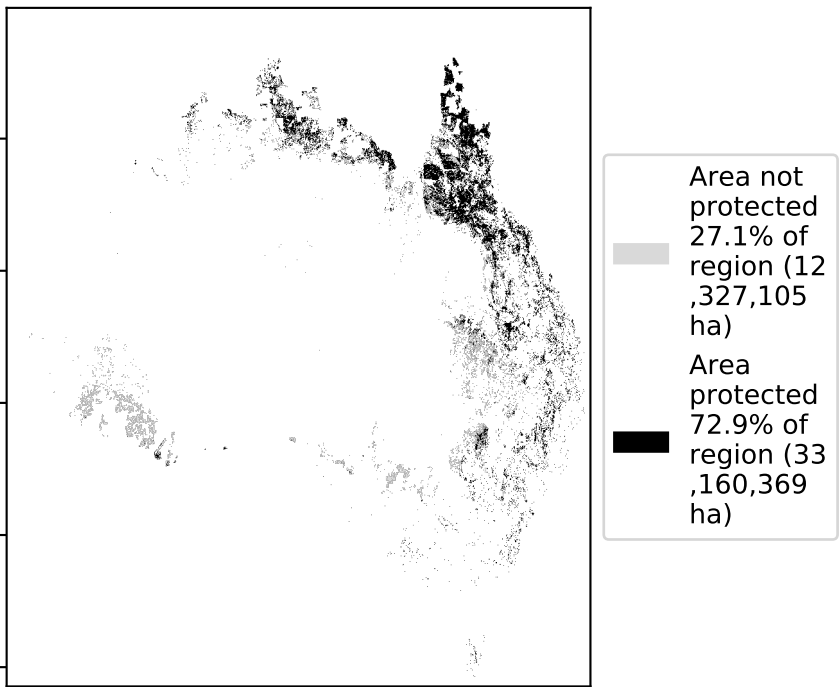 Area not
protected
27.1% of
region (12
,327,105
ha)
Area
protected
72.9% of
region (33
,160,369
ha)